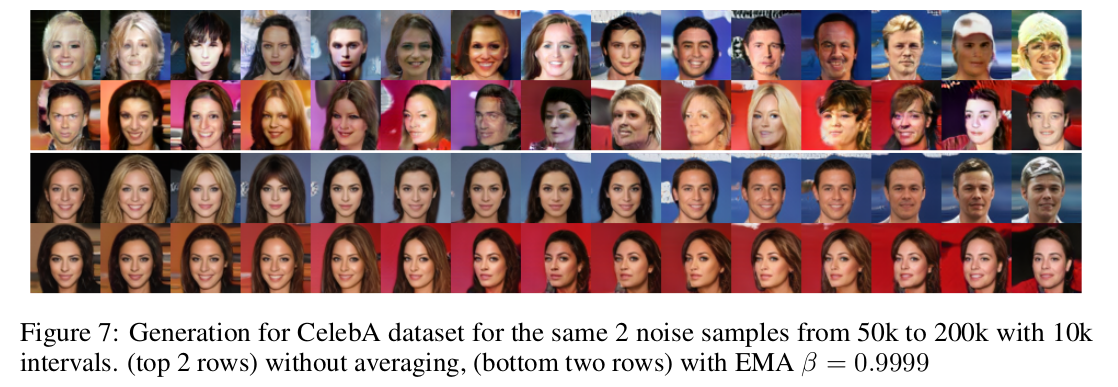 Figure 7: Generation for CelebA dataset for the same 2 noise samples from 50k to 200k with 10k
intervals. (top 2 rows) without averaging, (bottom two rows) with EMA β = 0.9999